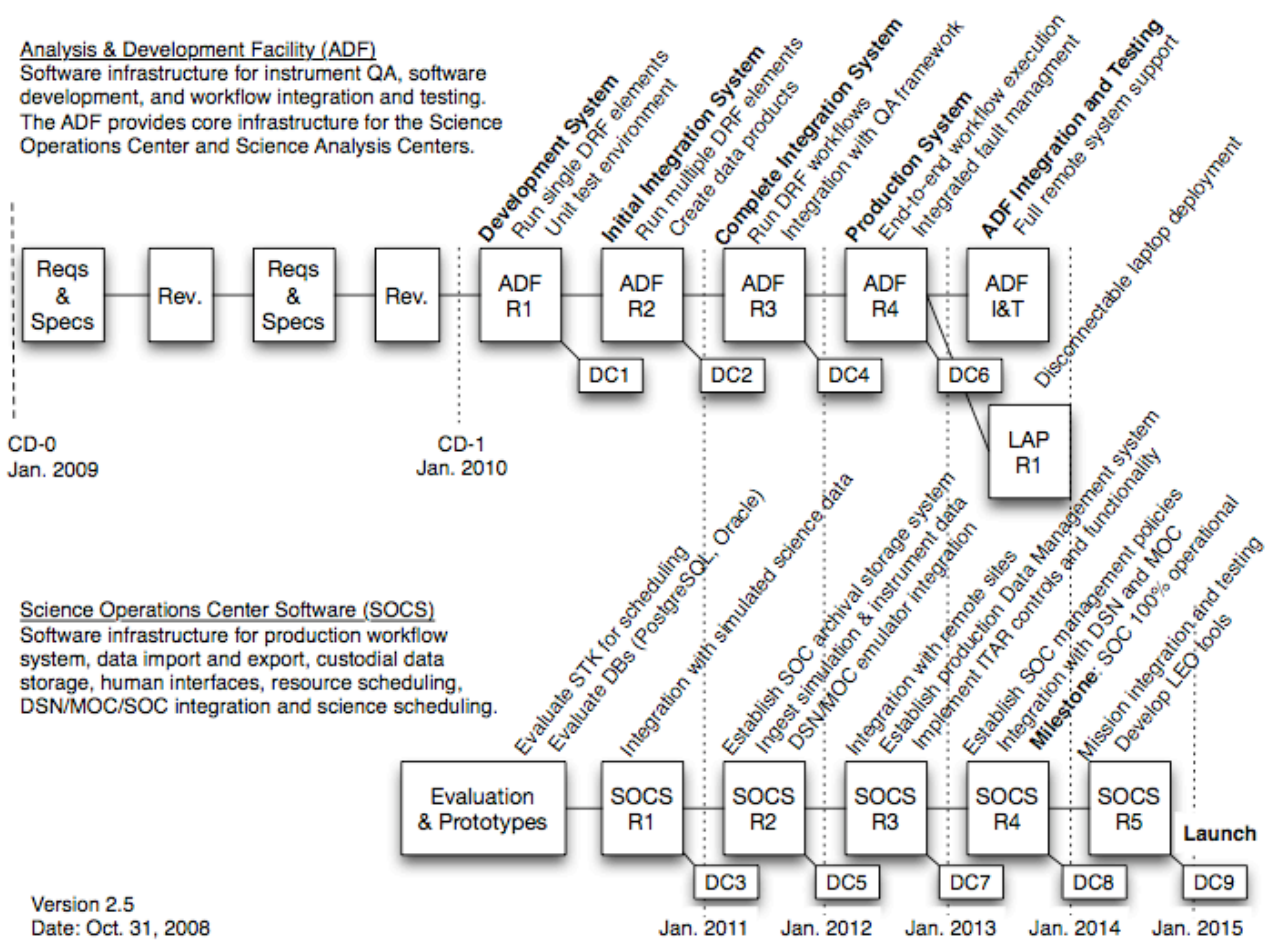 Analysis & Development Facility (ADF)
Software infrastructure for instrument QA, software
development, and workflow integration and testing.
The ADF provides core infrastructure for the Science
Operations Center and Science Analysis Centers.
Development System
Run single DRF elements
Unit test environment
Initial Integration System
Run multiple DRF elements
Create data products
Complete Integration System
Run DRF workflows
Integration with QA framework
Production System
End-to-end workflow execution
Integrated fault managment
ADF Integration and Testing
Full remote system support
Disconnectable laptop deployment
Reqs
&
Specs
Rev.
Reqs
&
Specs
Rev.
ADF
R1
ADF
R2
ADF
R3
ADF
R4
ADF
I&T
DC1
DC2
DC4
DC6
LAP
R1
CD-0
Jan. 2009
CD-1
Jan. 2010
Science Operations Center Software (SOCS)
Software infrastructure for production workflow
system, data import and export, custodial data
storage, human interfaces, resource scheduling,
DSN/MOC/SOC integration and science scheduling.
Evaluate STK for scheduling
Evaluate DBs (PostgreSQL, Oracle)
Integration with simulated science data
Establish SOC archival storage system
Ingest simulation & instrument data
DSN/MOC emulator integration
Integration with remote sites
Establish production Data Management system
Implement ITAR controls and functionality
Establish SOC management policies
Integration with DSN and MOC
Milestone: SOC 100% operational
Mission integration and testing
Develop LEO tools
Evaluation
& Prototypes
SOCS
R1
SOCS
R2
SOCS
R3
SOCS
R4
SOCS
R5
Launch
DC3
DC5
DC7
DC8
DC9
Version 2.5
Date: Oct. 31, 2008
Jan. 2011
Jan. 2012
Jan. 2013
Jan. 2014
Jan. 2015